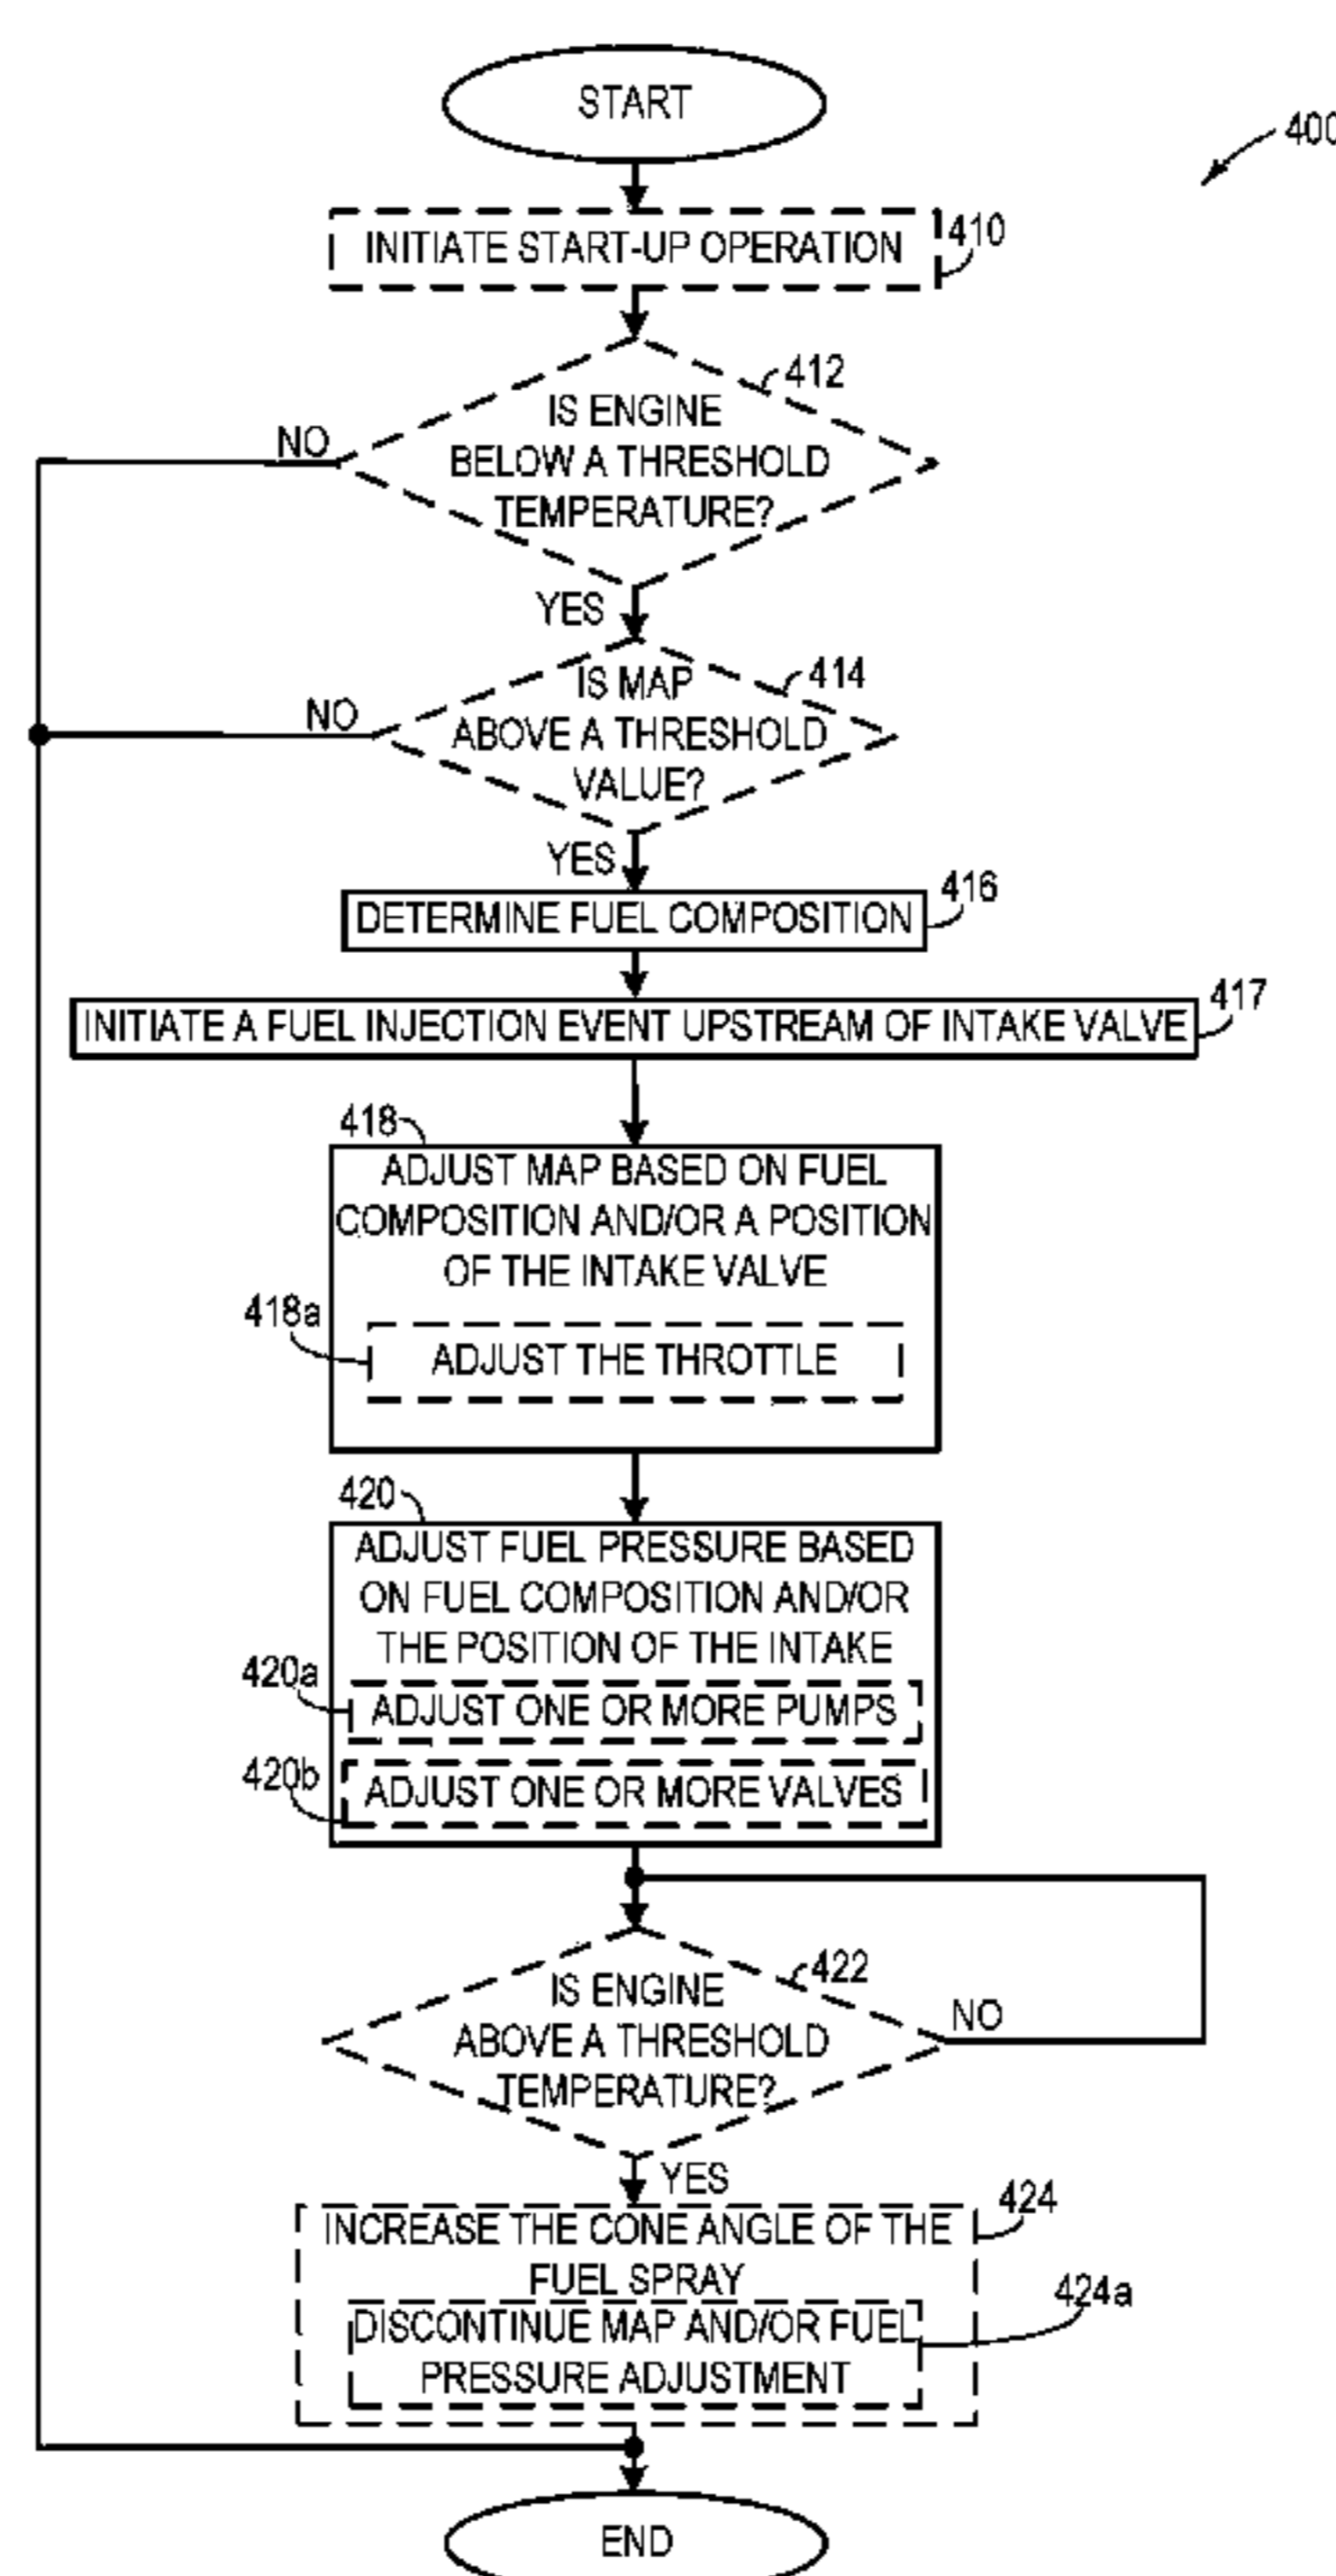 START
400
INITIATE START-UP OPERATION
410
412
IS ENGINE
BELOW A THRESHOLD
TEMPERATURE?
NO
YES
414
IS MAP
ABOVE A THRESHOLD
VALUE?
NO
YES
416
DETERMINE FUEL COMPOSITION
417
INITIATE A FUEL INJECTION EVENT UPSTREAM OF INTAKE VALVE
418
ADJUST MAP BASED ON FUEL
COMPOSITION AND/OR A POSITION
OF THE INTAKE VALVE
418a
ADJUST THE THROTTLE
420
ADJUST FUEL PRESSURE BASED
ON FUEL COMPOSITION AND/OR
THE POSITION OF THE INTAKE
420a
ADJUST ONE OR MORE PUMPS
420b
ADJUST ONE OR MORE VALVES
422
IS ENGINE
ABOVE A THRESHOLD
TEMPERATURE?
NO
YES
424
INCREASE THE CONE ANGLE OF THE
FUEL SPRAY
424a
DISCONTINUE MAP AND/OR FUEL
PRESSURE ADJUSTMENT
END